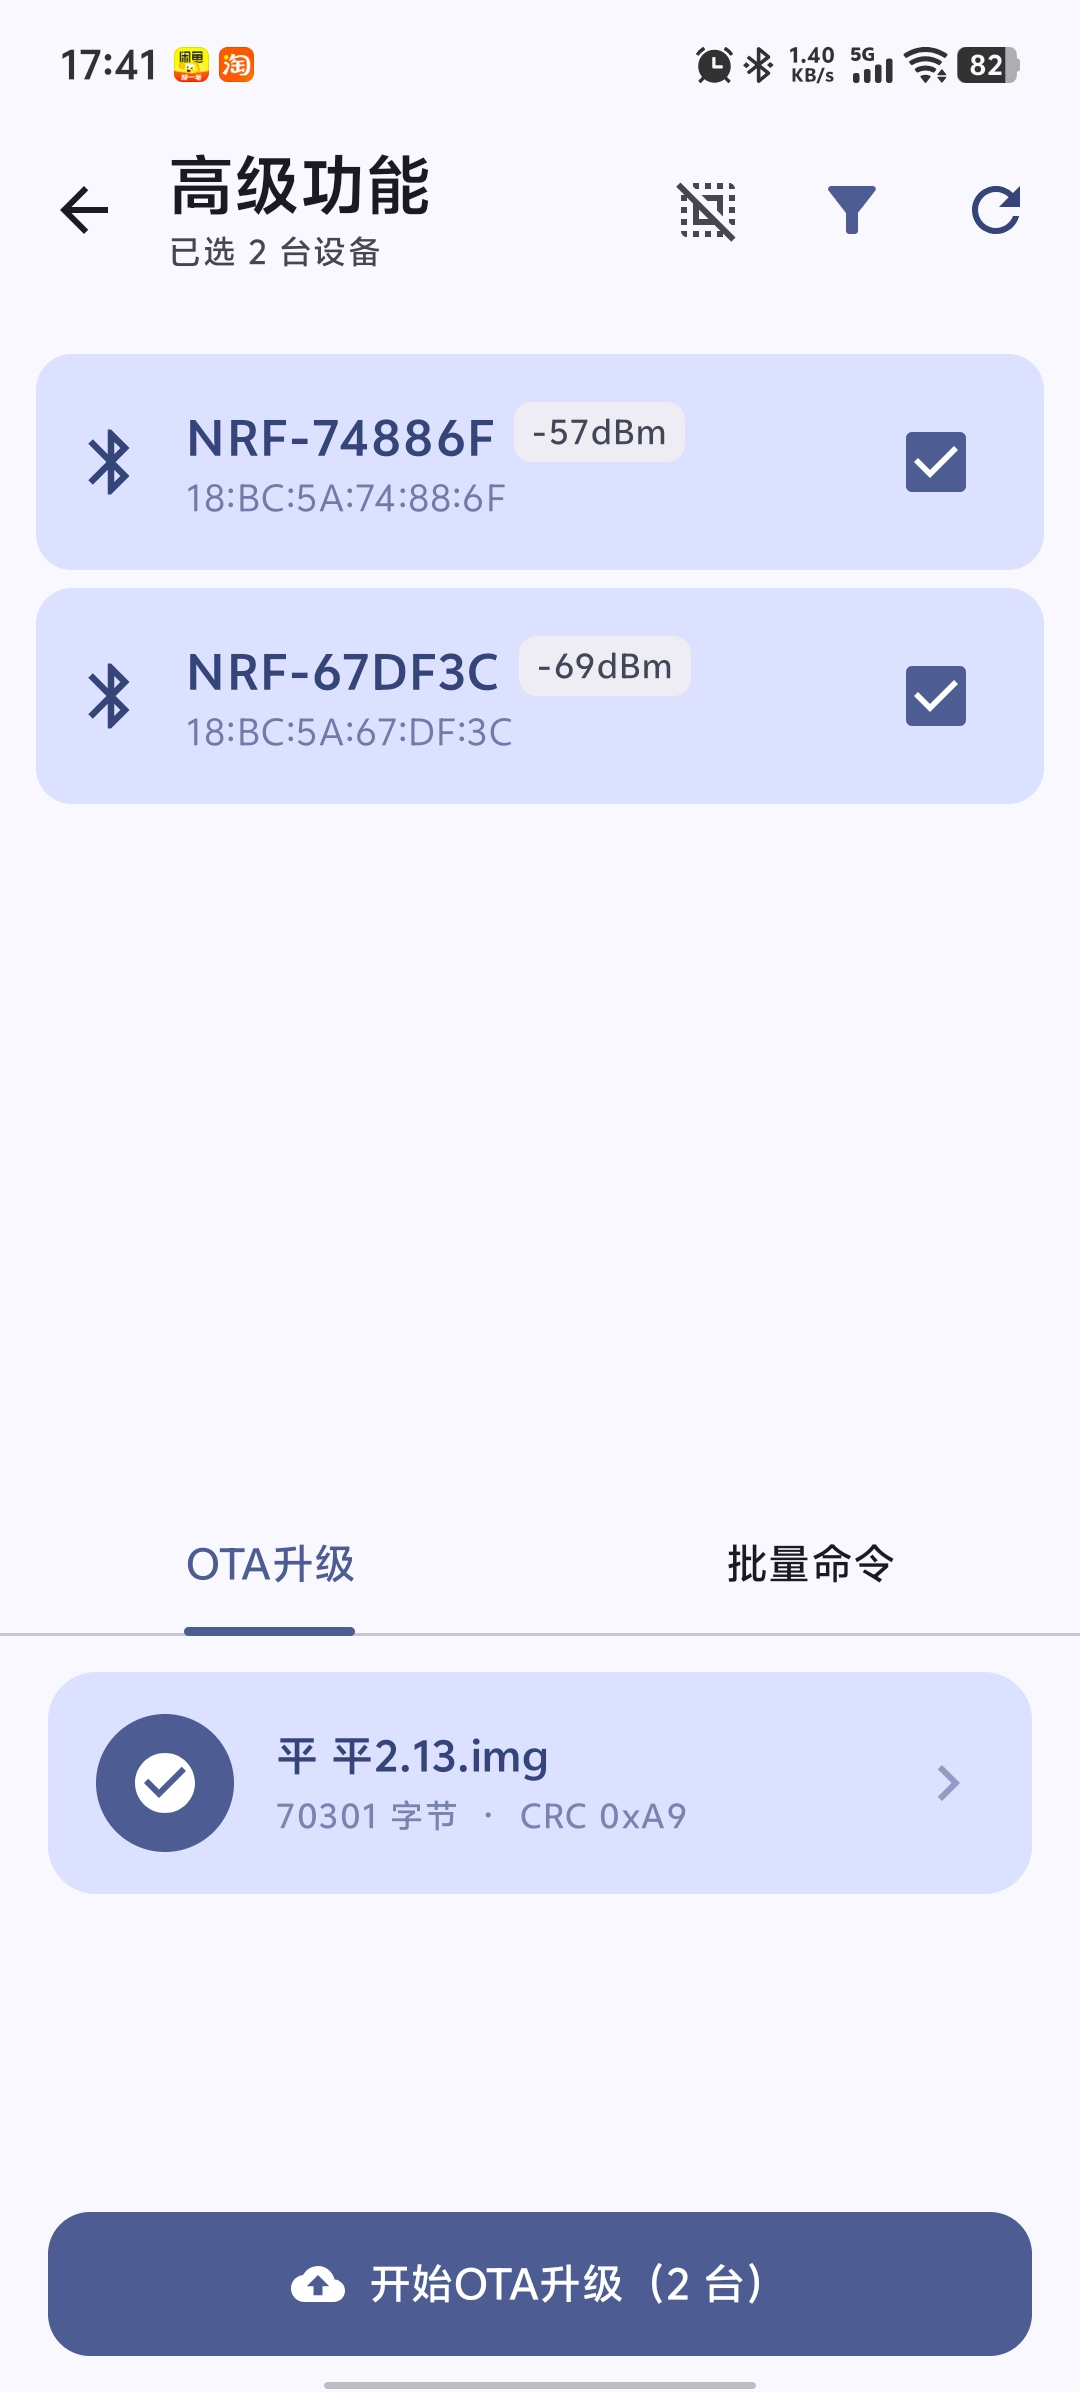 17:41
闲鱼
淘
1.40 KB/s
5G
82
高级功能
已选 2 台设备
NRF-74886F
-57dBm
18:BC:5A:74:88:6F
NRF-67DF3C
-69dBm
18:BC:5A:67:DF:3C
OTA升级
批量命令
平 平2.13.img
70301 字节 · CRC 0xA9
开始OTA升级（2 台）